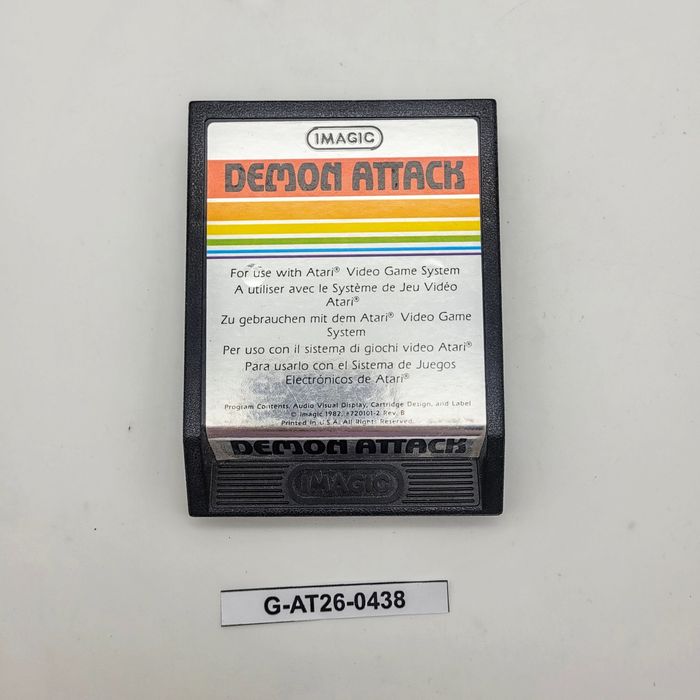 IMAGIC
DEMON ATTACK
For use with Atari® Video Game System
A utiliser avec le Système de Jeu Vidéo
Atari®
Zu gebrauchen mit dem Atari® Video Game
System
Per uso con il sistema di giochi video Atari®
Para usarlo con el Sistema de Juegos
Electrónicos de Atari®
Program Contents, Audio Visual Display, Cartridge Design, and Label
© Imagic 1982, #720101-2 Rev. B
Printed in U.S.A. All Rights Reserved.
DEMON ATTACK
IMAGIC
G-AT26-0438